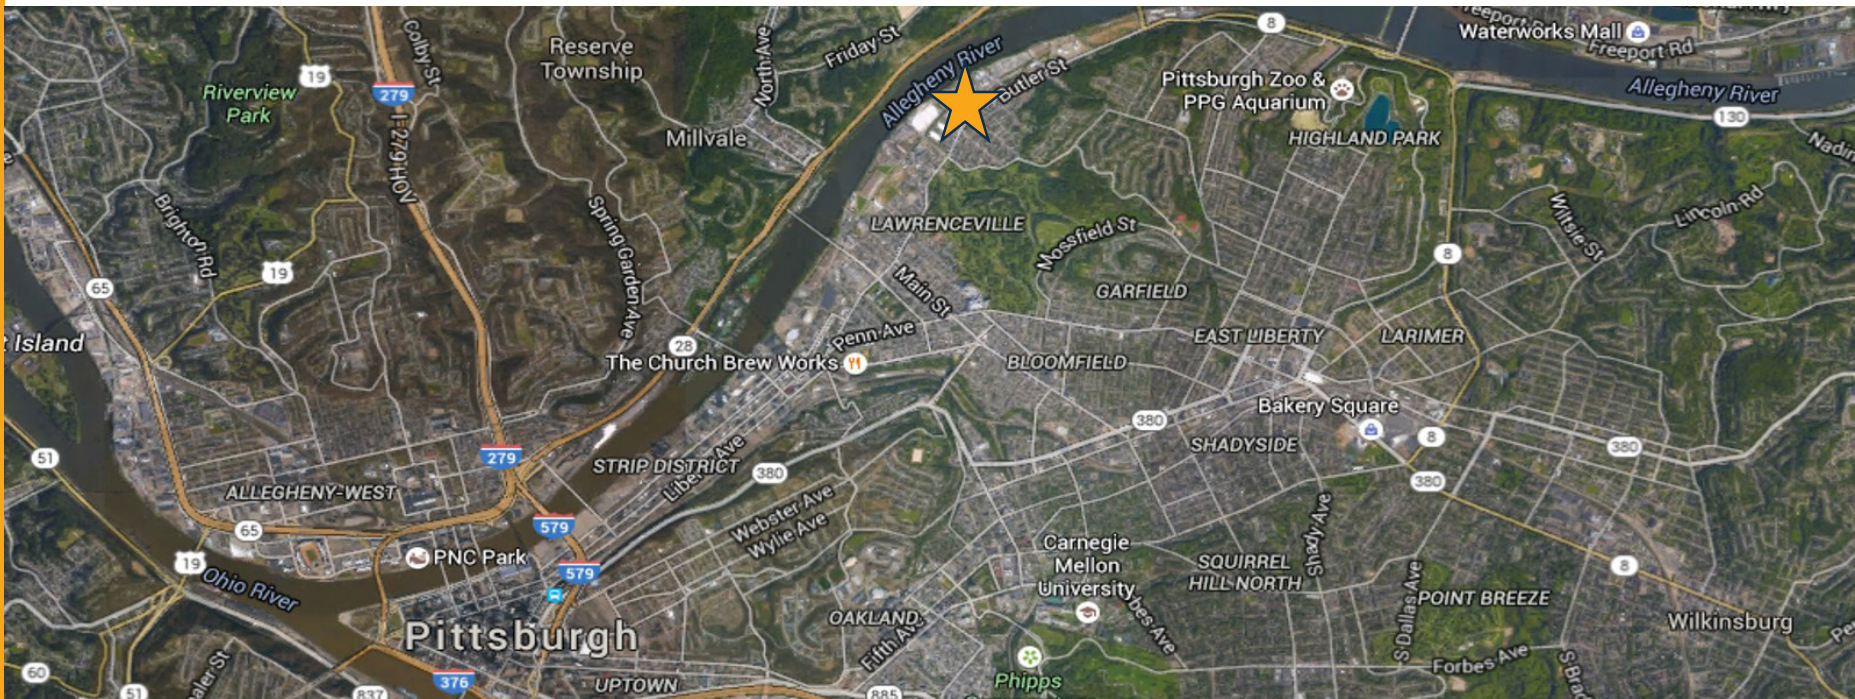 8
Freeport Rd
Waterworks Mall
Freeport Rd
Colby St
Reserve
Township
North Ave
Friday St
Allegheny River
Butler St
19
279
Riverview
Park
I-279 HOV
Pittsburgh Zoo &
PPG Aquarium
Allegheny River
130
Millvale
HIGHLAND PARK
Brighton Rd
Spring Garden Ave
LAWRENCEVILLE
Mossfield St
Wiltsie St
Lincoln Rd
8
19
65
Main St
GARFIELD
Island
28
Penn Ave
EAST LIBERTY
LARIMER
The Church Brew Works
BLOOMFIELD
Bakery Square
380
8
SHADYSIDE
380
51
279
STRIP DISTRICT
Liberty Ave
380
380
ALLEGHENY-WEST
65
579
Webster Ave
Wylie Ave
Shady Ave
PNC Park
579
Carnegie
Mellon
University
SQUIRREL
HILL NORTH
8
19
Ohio River
S Dallas Ave
POINT BREEZE
Pittsburgh
OAKLAND
Fifth Ave
Wilkinsburg
Forbes Ave
60
376
UPTOWN
Phipps
51
837
885